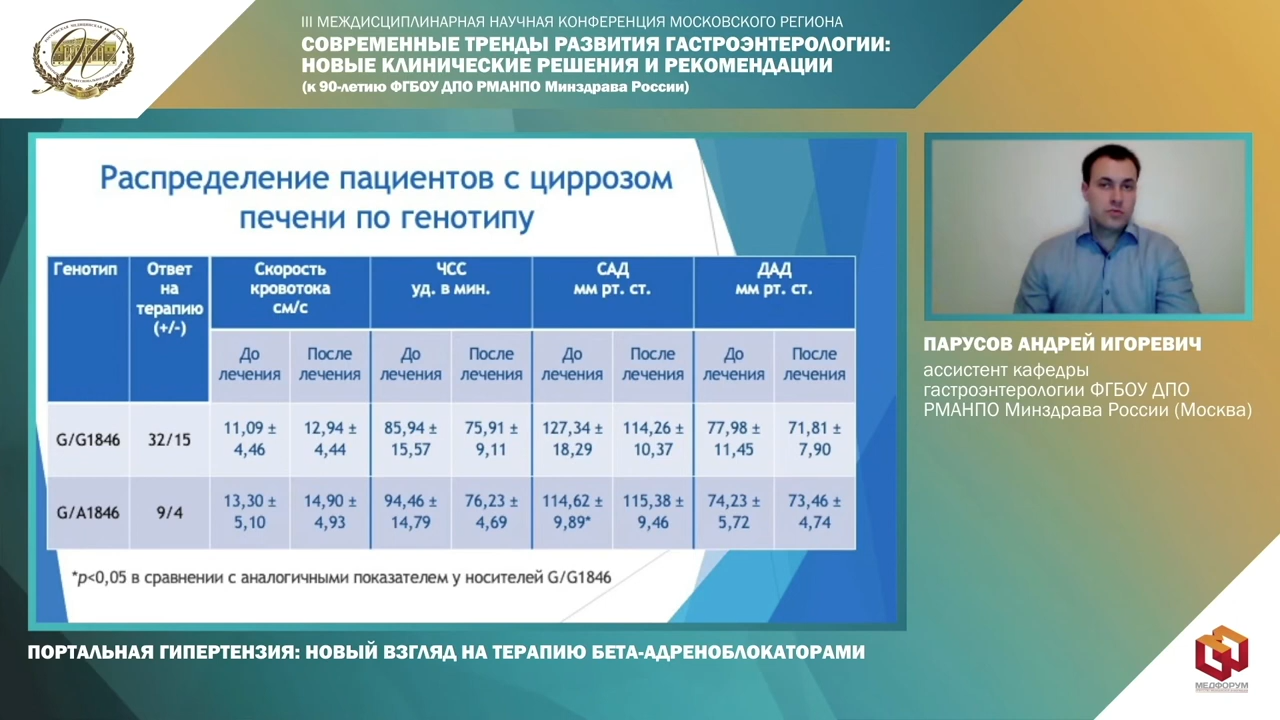 III МЕЖДИСЦИПЛИНАРНАЯ НАУЧНАЯ КОНФЕРЕНЦИЯ МОСКОВСКОГО РЕГИОНА
СОВРЕМЕННЫЕ ТРЕНДЫ РАЗВИТИЯ ГАСТРОЭНТЕРОЛОГИИ:
НОВЫЕ КЛИНИЧЕСКИЕ РЕШЕНИЯ И РЕКОМЕНДАЦИИ
(к 90-летию ФГБОУ ДПО РМАНПО Минздрава России)
Распределение пациентов с циррозом
печени по генотипу
Генотип Ответ на терапию (+/-) Скорость кровотока см/с ЧСС уд. в мин. САД мм рт. ст. ДАД мм рт. ст.
До лечения После лечения До лечения После лечения До лечения После лечения До лечения После лечения
G/G1846 32/15 11,09 ± 4,46 12,94 ± 4,44 85,94 ± 15,57 75,91 ± 9,11 127,34 ± 18,29 114,26 ± 10,37 77,98 ± 11,45 71,81 ± 7,90
G/A1846 9/4 13,30 ± 5,10 14,90 ± 4,93 94,46 ± 14,79 76,23 ± 4,69 114,62 ± 9,89* 115,38 ± 9,46 74,23 ± 5,72 73,46 ± 4,74
*p<0,05 в сравнении с аналогичными показателем у носителей G/G1846
ПАРУСОВ АНДРЕЙ ИГОРЕВИЧ
ассистент кафедры
гастроэнтерологии ФГБОУ ДПО
РМАНПО Минздрава России (Москва)
ПОРТАЛЬНАЯ ГИПЕРТЕНЗИЯ: НОВЫЙ ВЗГЛЯД НА ТЕРАПИЮ БЕТА-АДРЕНОБЛОКАТОРАМИ
МЕДФОРУМ